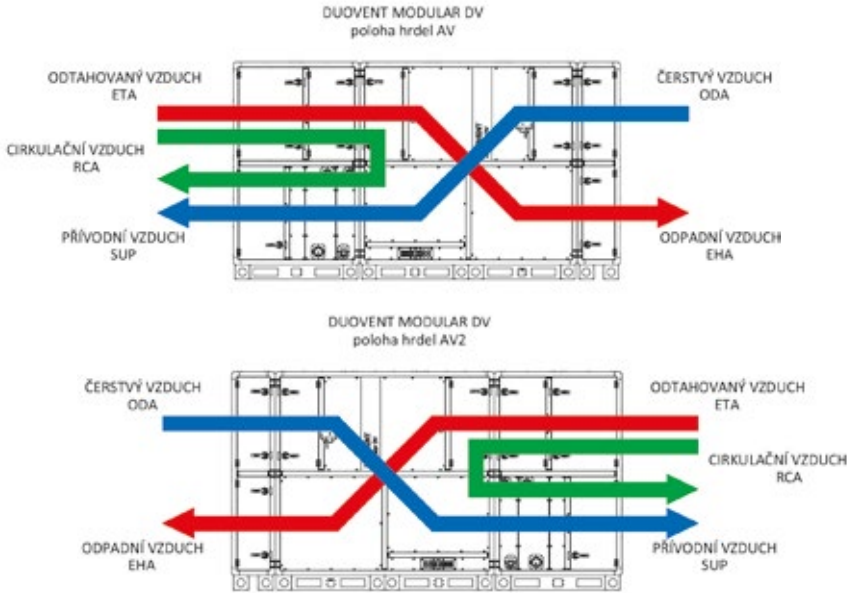 DUOVENT MODULAR DV
poloha hrdel AV
ODTAHOVANÝ VZDUCH
ETA
ČERSTVÝ VZDUCH
ODA
CIRKULAČNÍ VZDUCH
RCA
PŘÍVODNÍ VZDUCH
SUP
ODPADNÍ VZDUCH
EHA
DUOVENT MODULAR DV
poloha hrdel AV2
ČERSTVÝ VZDUCH
ODA
ODTAHOVANÝ VZDUCH
ETA
CIRKULAČNÍ VZDUCH
RCA
ODPADNÍ VZDUCH
EHA
PŘÍVODNÍ VZDUCH
SUP